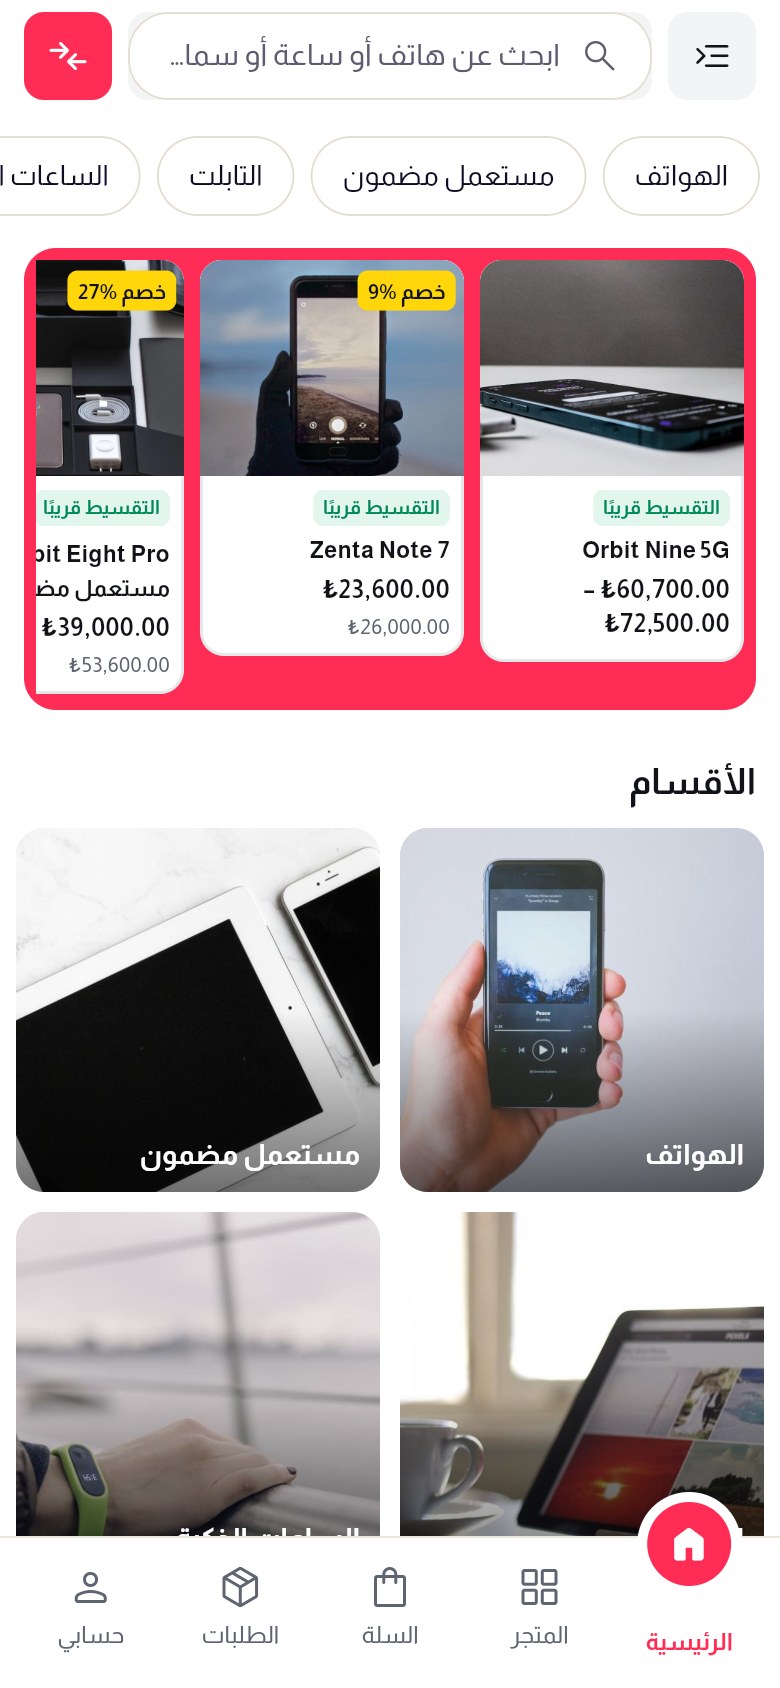 ابحث عن هاتف أو ساعة أو سما...
الهواتف
مستعمل مضمون
التابلت
الساعات ا
التقسيط قريبًا
Orbit Nine 5G
₺60,700.00 –
₺72,500.00
خصم 9%
التقسيط قريبًا
Zenta Note 7
₺23,600.00
₺26,000.00
خصم 27%
التقسيط قريبًا
bit Eight Pro
مستعمل مض
₺39,000.00
₺53,600.00
الأقسام
الهواتف
مستعمل مضمون
الساعات الذكية
الرئيسية
المتجر
السلة
الطلبات
حسابي